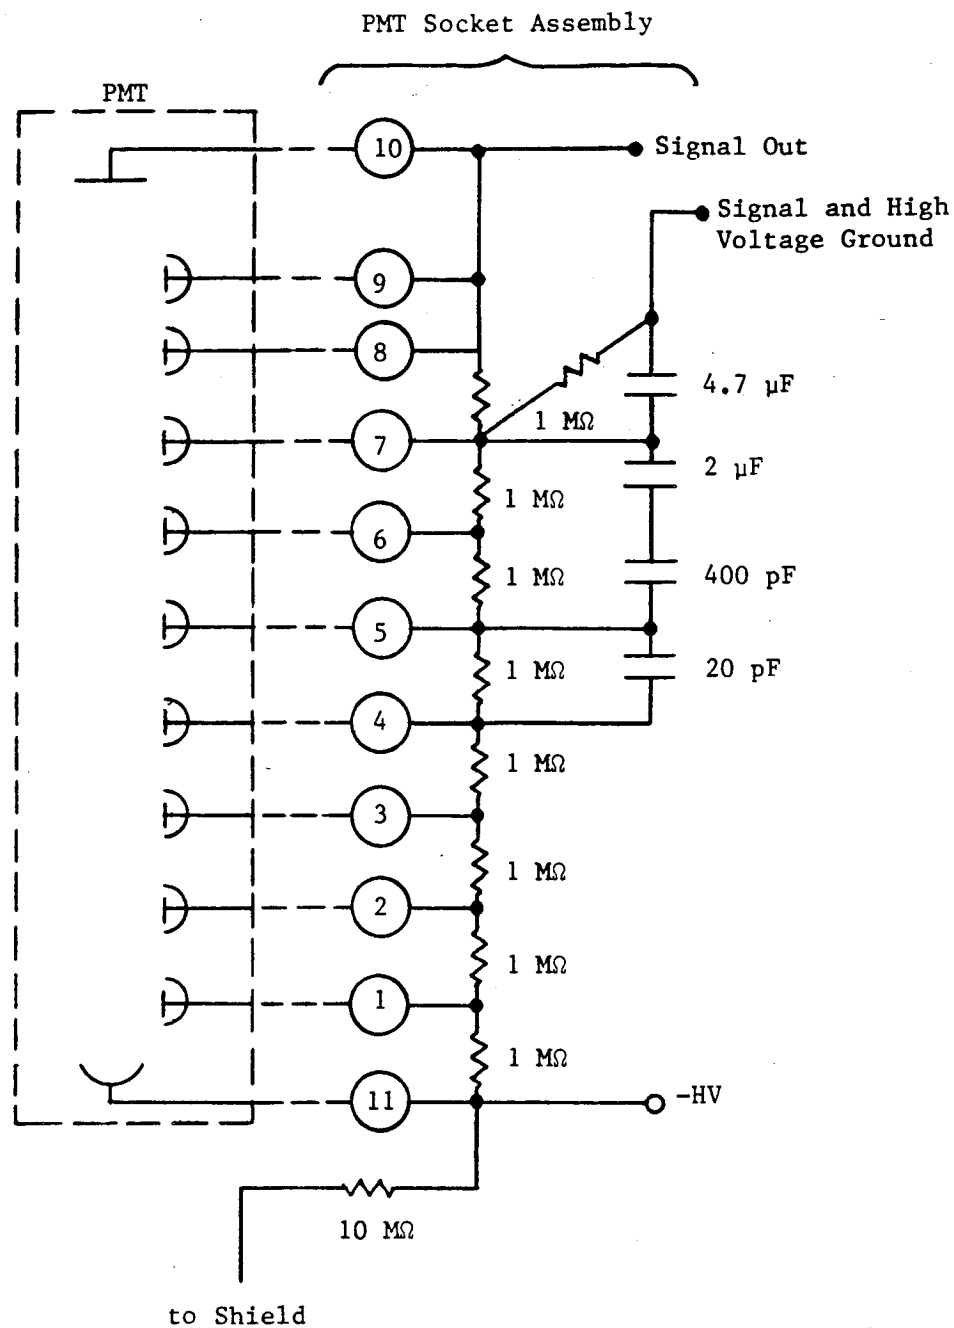 PMT Socket Assembly
PMT
10
Signal Out
Signal and High
Voltage Ground
9
8
4.7 µF
1 MΩ
7
2 µF
1 MΩ
6
1 MΩ
400 pF
5
1 MΩ
20 pF
4
1 MΩ
3
1 MΩ
2
1 MΩ
1
1 MΩ
11
-HV
10 MΩ
to Shield